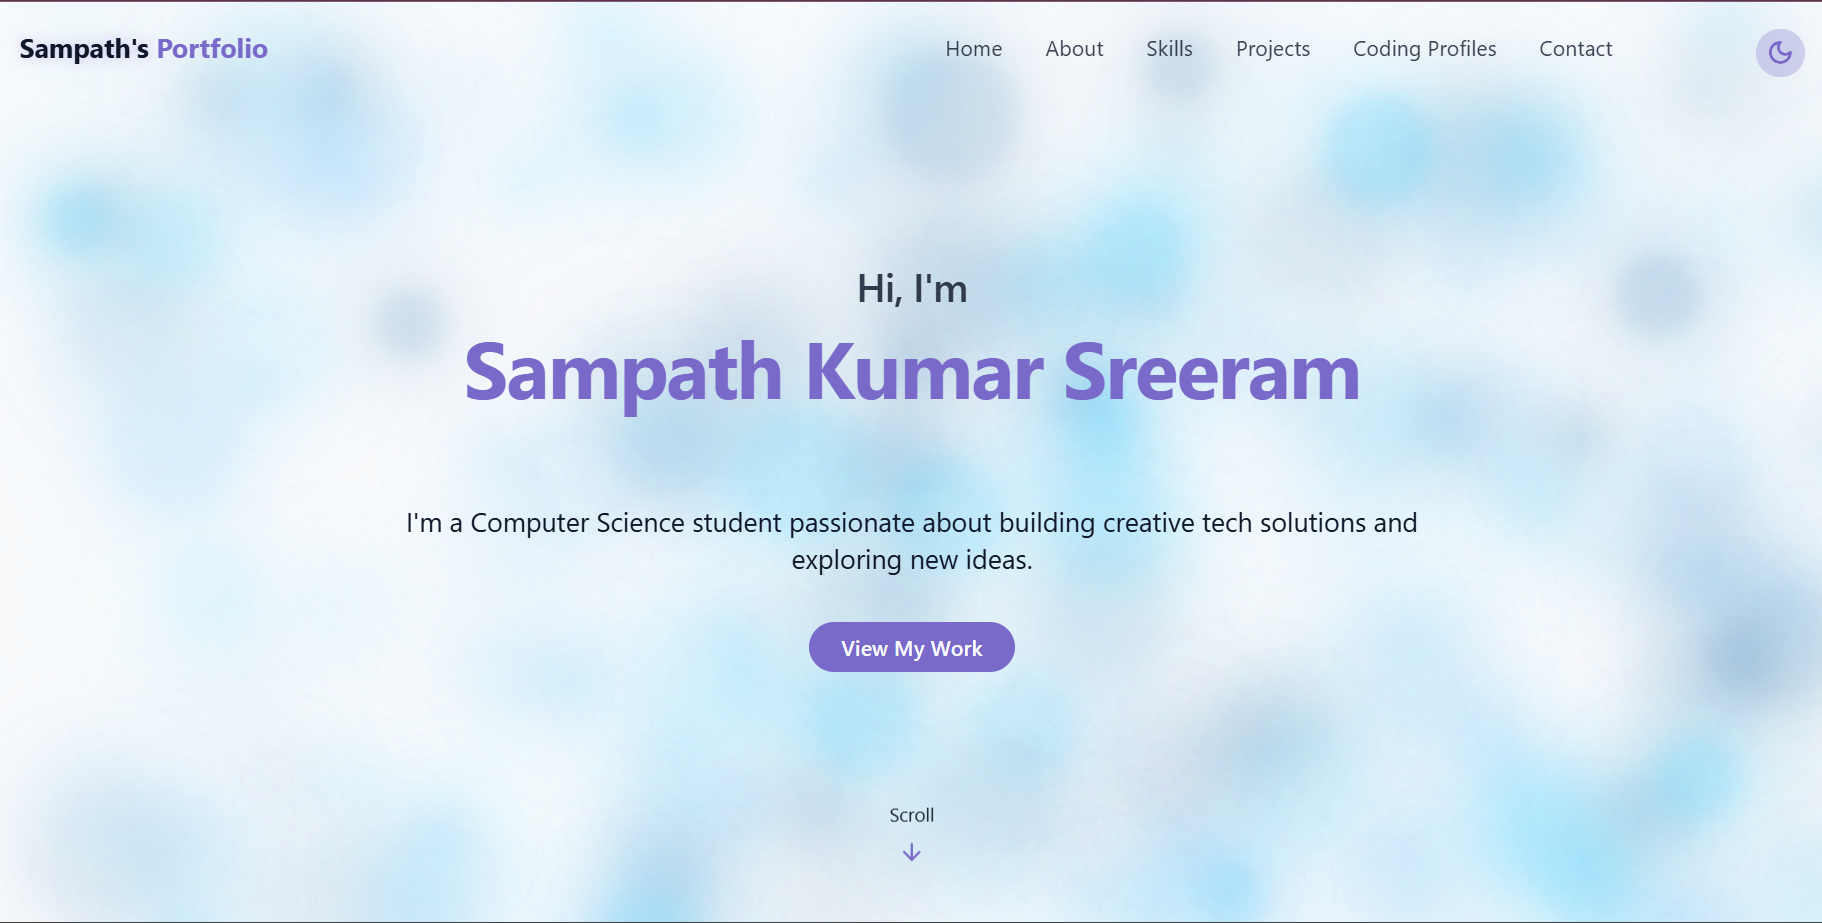 Sampath's Portfolio
Home About Skills Projects Coding Profiles Contact
Hi, I'm
Sampath Kumar Sreeram
I'm a Computer Science student passionate about building creative tech solutions and
exploring new ideas.
View My Work
Scroll